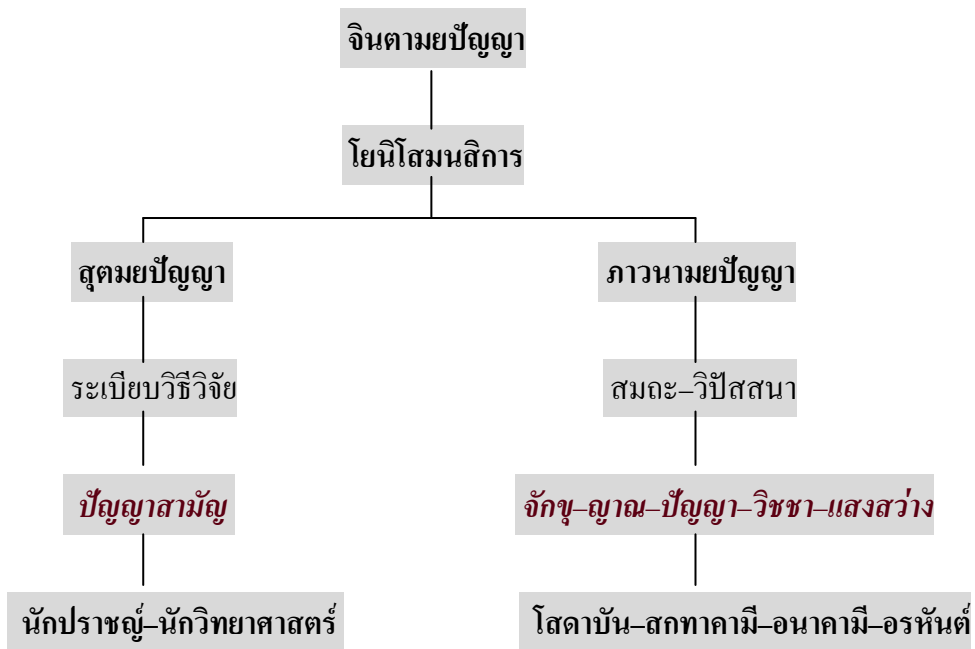 จินตามยปัญญา
โยนิโสมนสิการ
สุตมยปัญญา
ภาวนามยปัญญา
ระเบียบวิธีวิจัย
สมถะ–วิปัสสนา
ปัญญาสามัญ
จักขุ–ญาณ–ปัญญา–วิชชา–แสงสว่าง
นักปราชญ์–นักวิทยาศาสตร์
โสดาบัน–สกทาคามี–อนาคามี–อรหันต์